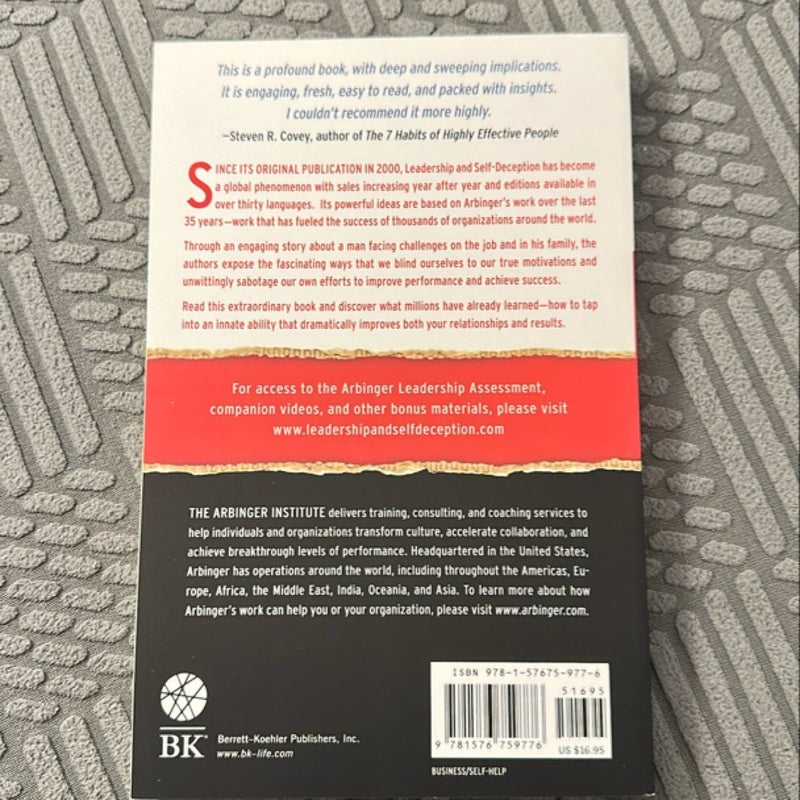 This is a profound book, with deep and sweeping implications.
It is engaging, fresh, easy to read, and packed with insights.
I couldn't recommend it more highly.
—Steven R. Covey, author of The 7 Habits of Highly Effective People
SINCE ITS ORIGINAL PUBLICATION IN 2000, Leadership and Self-Deception has become
a global phenomenon with sales increasing year after year and editions available in
over thirty languages. Its powerful ideas are based on Arbinger's work over the last
35 years—work that has fueled the success of thousands of organizations around the world.
Through an engaging story about a man facing challenges on the job and in his family, the
authors expose the fascinating ways that we blind ourselves to our true motivations and
unwittingly sabotage our own efforts to improve performance and achieve success.
Read this extraordinary book and discover what millions have already learned—how to tap
into an innate ability that dramatically improves both your relationships and results.
For access to the Arbinger Leadership Assessment,
companion videos, and other bonus materials, please visit
www.leadershipandselfdeception.com
THE ARBINGER INSTITUTE delivers training, consulting, and coaching services to
help individuals and organizations transform culture, accelerate collaboration, and
achieve breakthrough levels of performance. Headquartered in the United States,
Arbinger has operations around the world, including throughout the Americas, Eu-
rope, Africa, the Middle East, India, Oceania, and Asia. To learn more about how
Arbinger's work can help you or your organization, please visit www.arbinger.com.
BK®
Berrett-Koehler Publishers, Inc.
www.bk-life.com
ISBN 978-1-57675-977-6
51695
9 781576 759776
US $16.95
BUSINESS/SELF-HELP